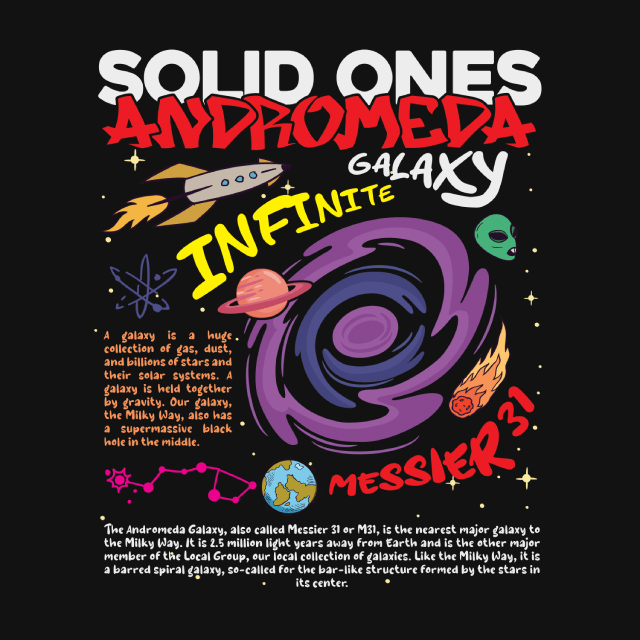 SOLID ONES
ANDROMEDA
GALAXY
INFINITE
A galaxy is a huge
collection of gas, dust,
and billions of stars and
their solar systems. A
galaxy is held together
by gravity. Our galaxy,
the Milky Way, also has
a supermassive black
hole in the middle.
MESSIER 31
The Andromeda Galaxy, also called Messier 31 or M31, is the nearest major galaxy to
the Milky Way. It is 2.5 million light years away from Earth and is the other major
member of the Local Group, our local collection of galaxies. Like the Milky Way, it is
a barred spiral galaxy, so-called for the bar-like structure formed by the stars in
its center.